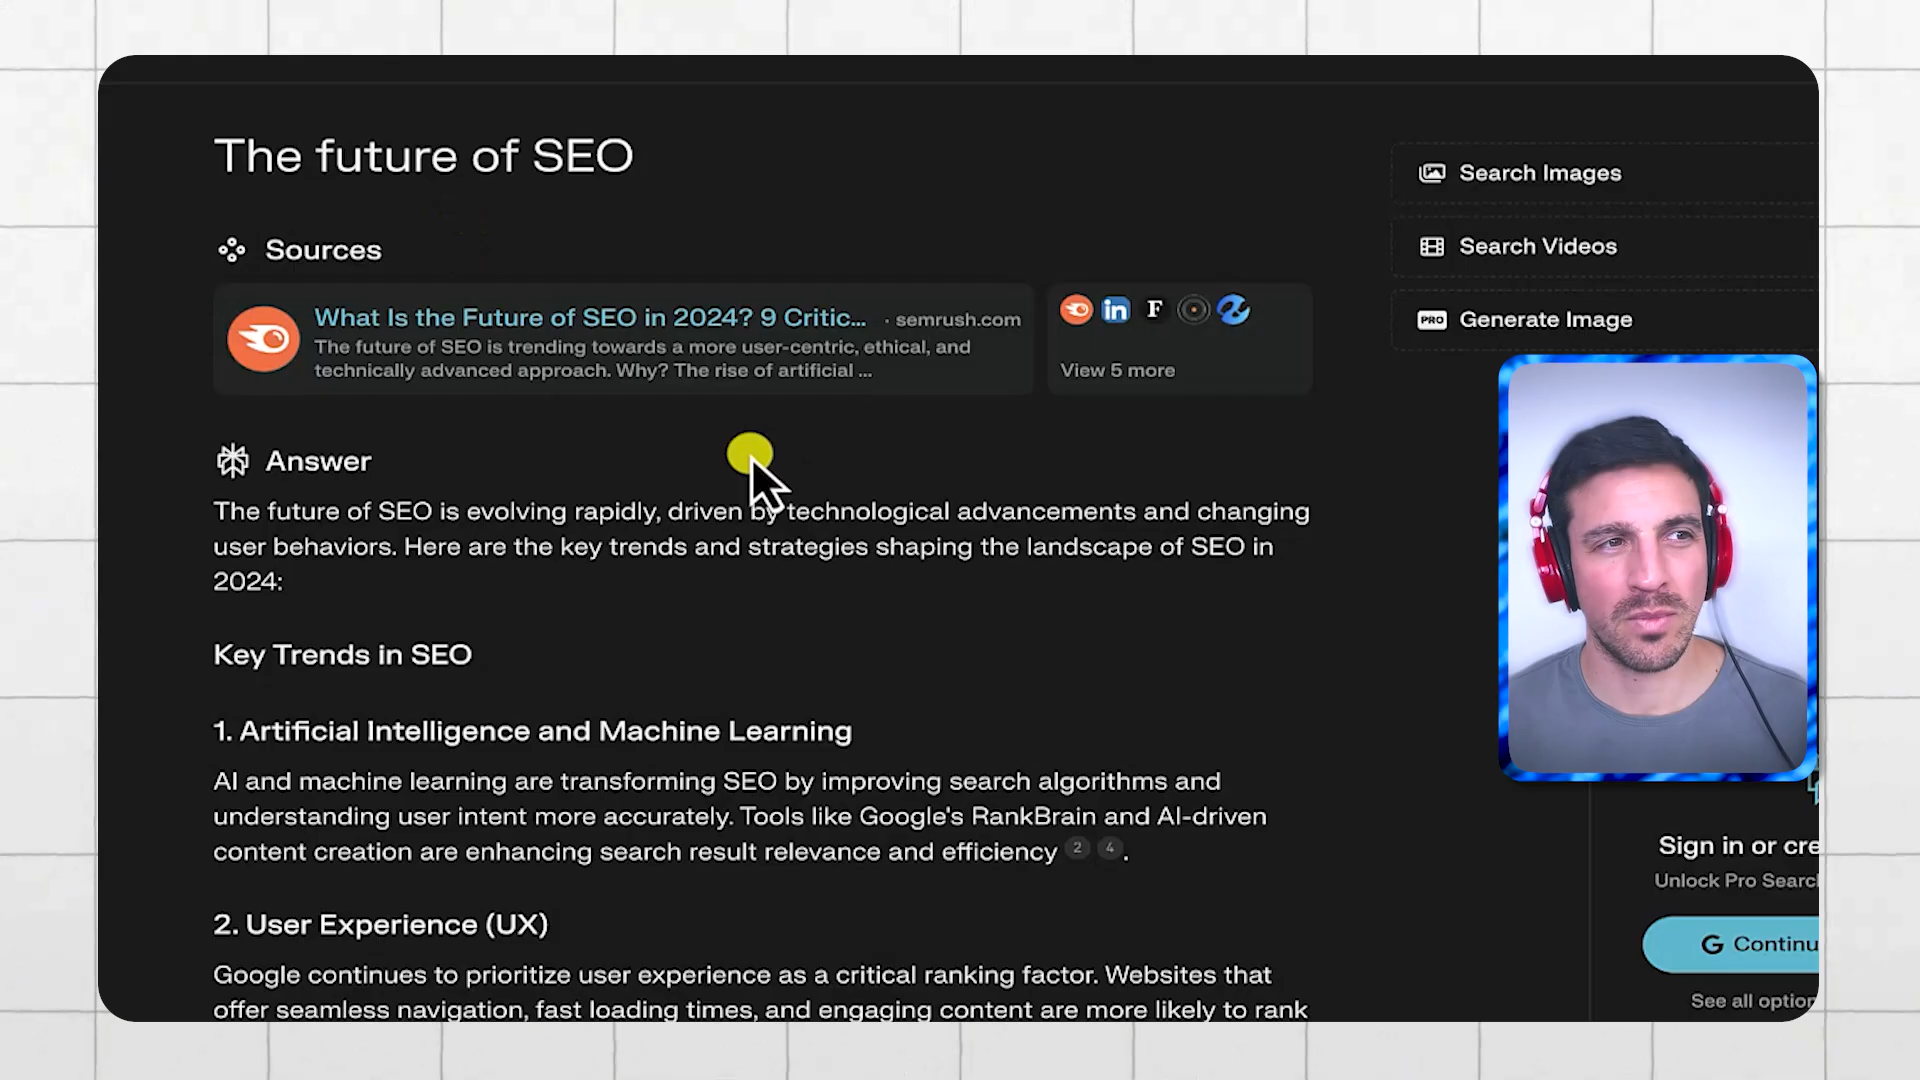 The future of SEO
Search Images
Search Videos
PRO Generate Image
Sources
What Is the Future of SEO in 2024? 9 Critic... · semrush.com
The future of SEO is trending towards a more user-centric, ethical, and
technically advanced approach. Why? The rise of artificial ...
in F
View 5 more
Answer
The future of SEO is evolving rapidly, driven by technological advancements and changing
user behaviors. Here are the key trends and strategies shaping the landscape of SEO in
2024:
Key Trends in SEO
1. Artificial Intelligence and Machine Learning
AI and machine learning are transforming SEO by improving search algorithms and
understanding user intent more accurately. Tools like Google's RankBrain and AI-driven
content creation are enhancing search result relevance and efficiency 2 4 .
2. User Experience (UX)
Google continues to prioritize user experience as a critical ranking factor. Websites that
offer seamless navigation, fast loading times, and engaging content are more likely to rank
Sign in or cre
Unlock Pro Searc
G Continu
See all option